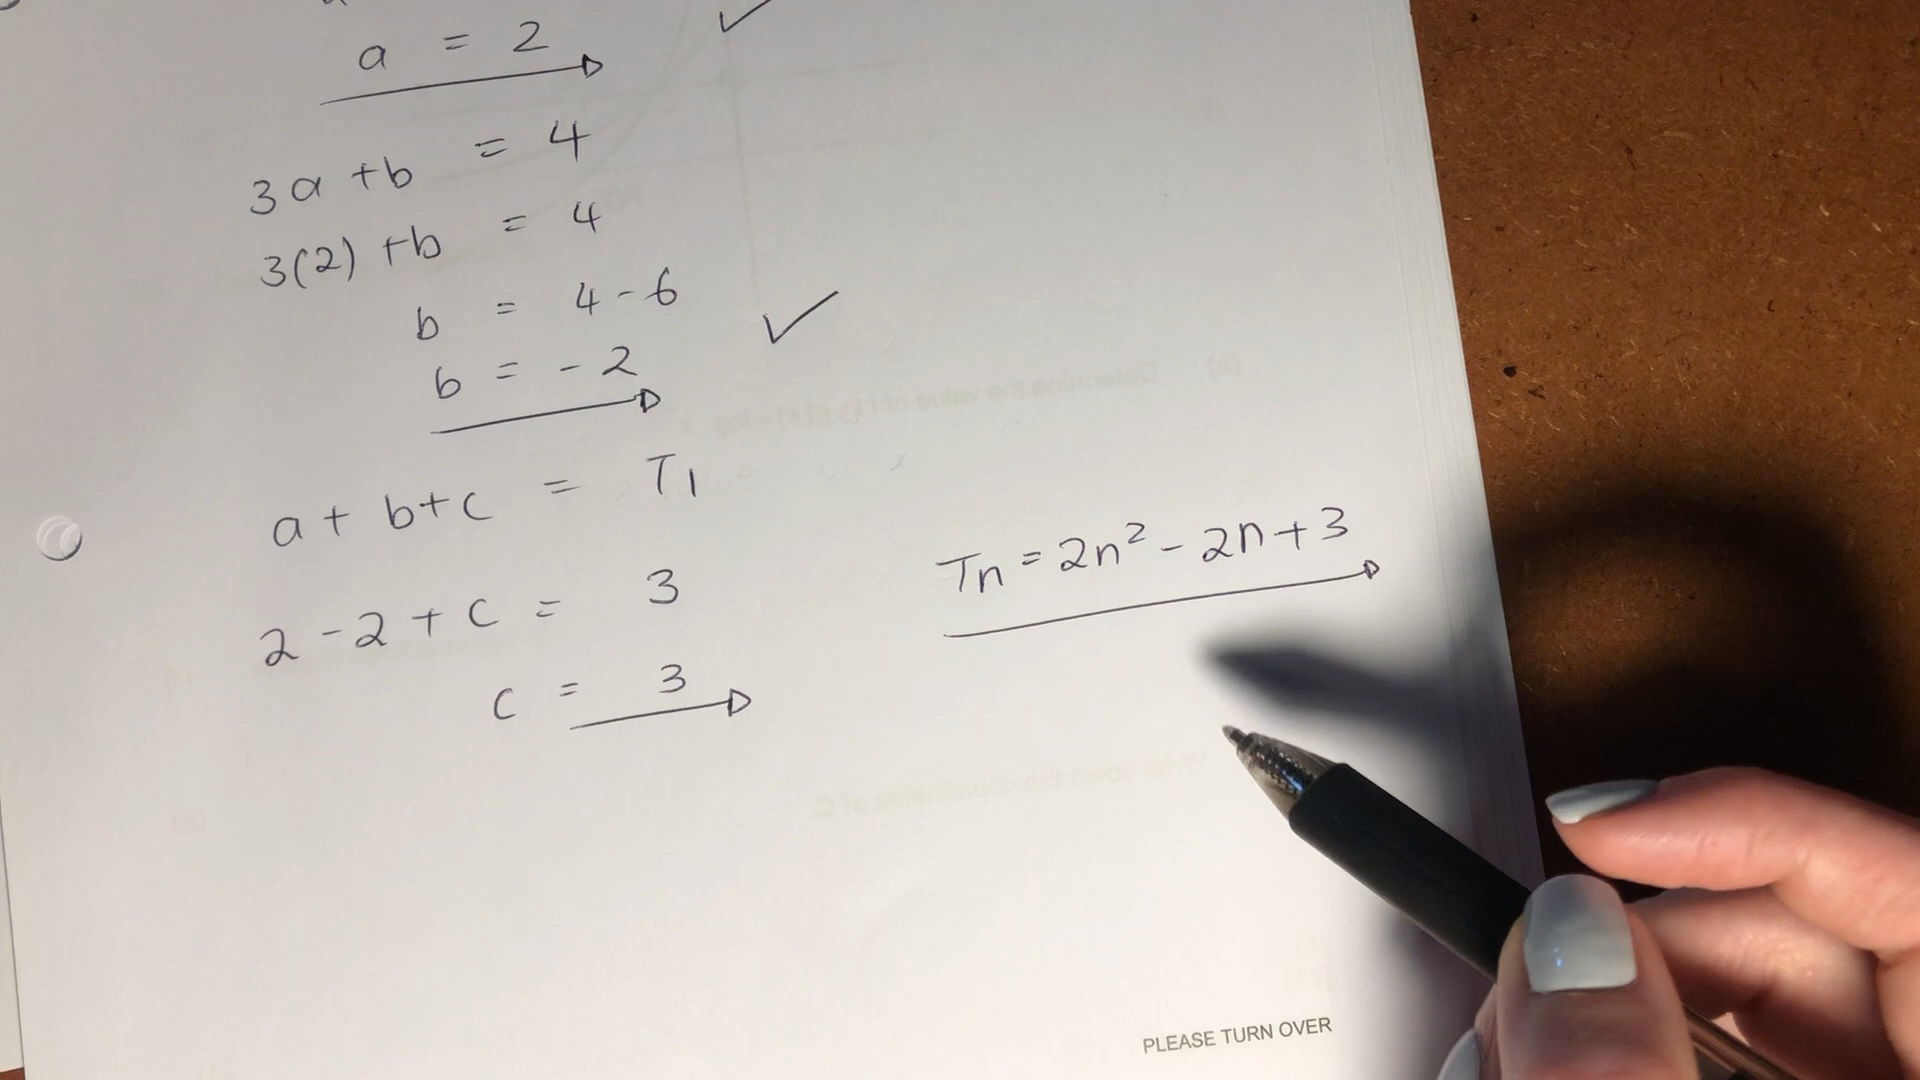 a = 2
3a + b = 4
3(2) + b = 4
b = 4 - 6
b = - 2
a + b + c = T1
2 - 2 + c = 3
c = 3
Tn = 2n² - 2n + 3
PLEASE TURN OVER